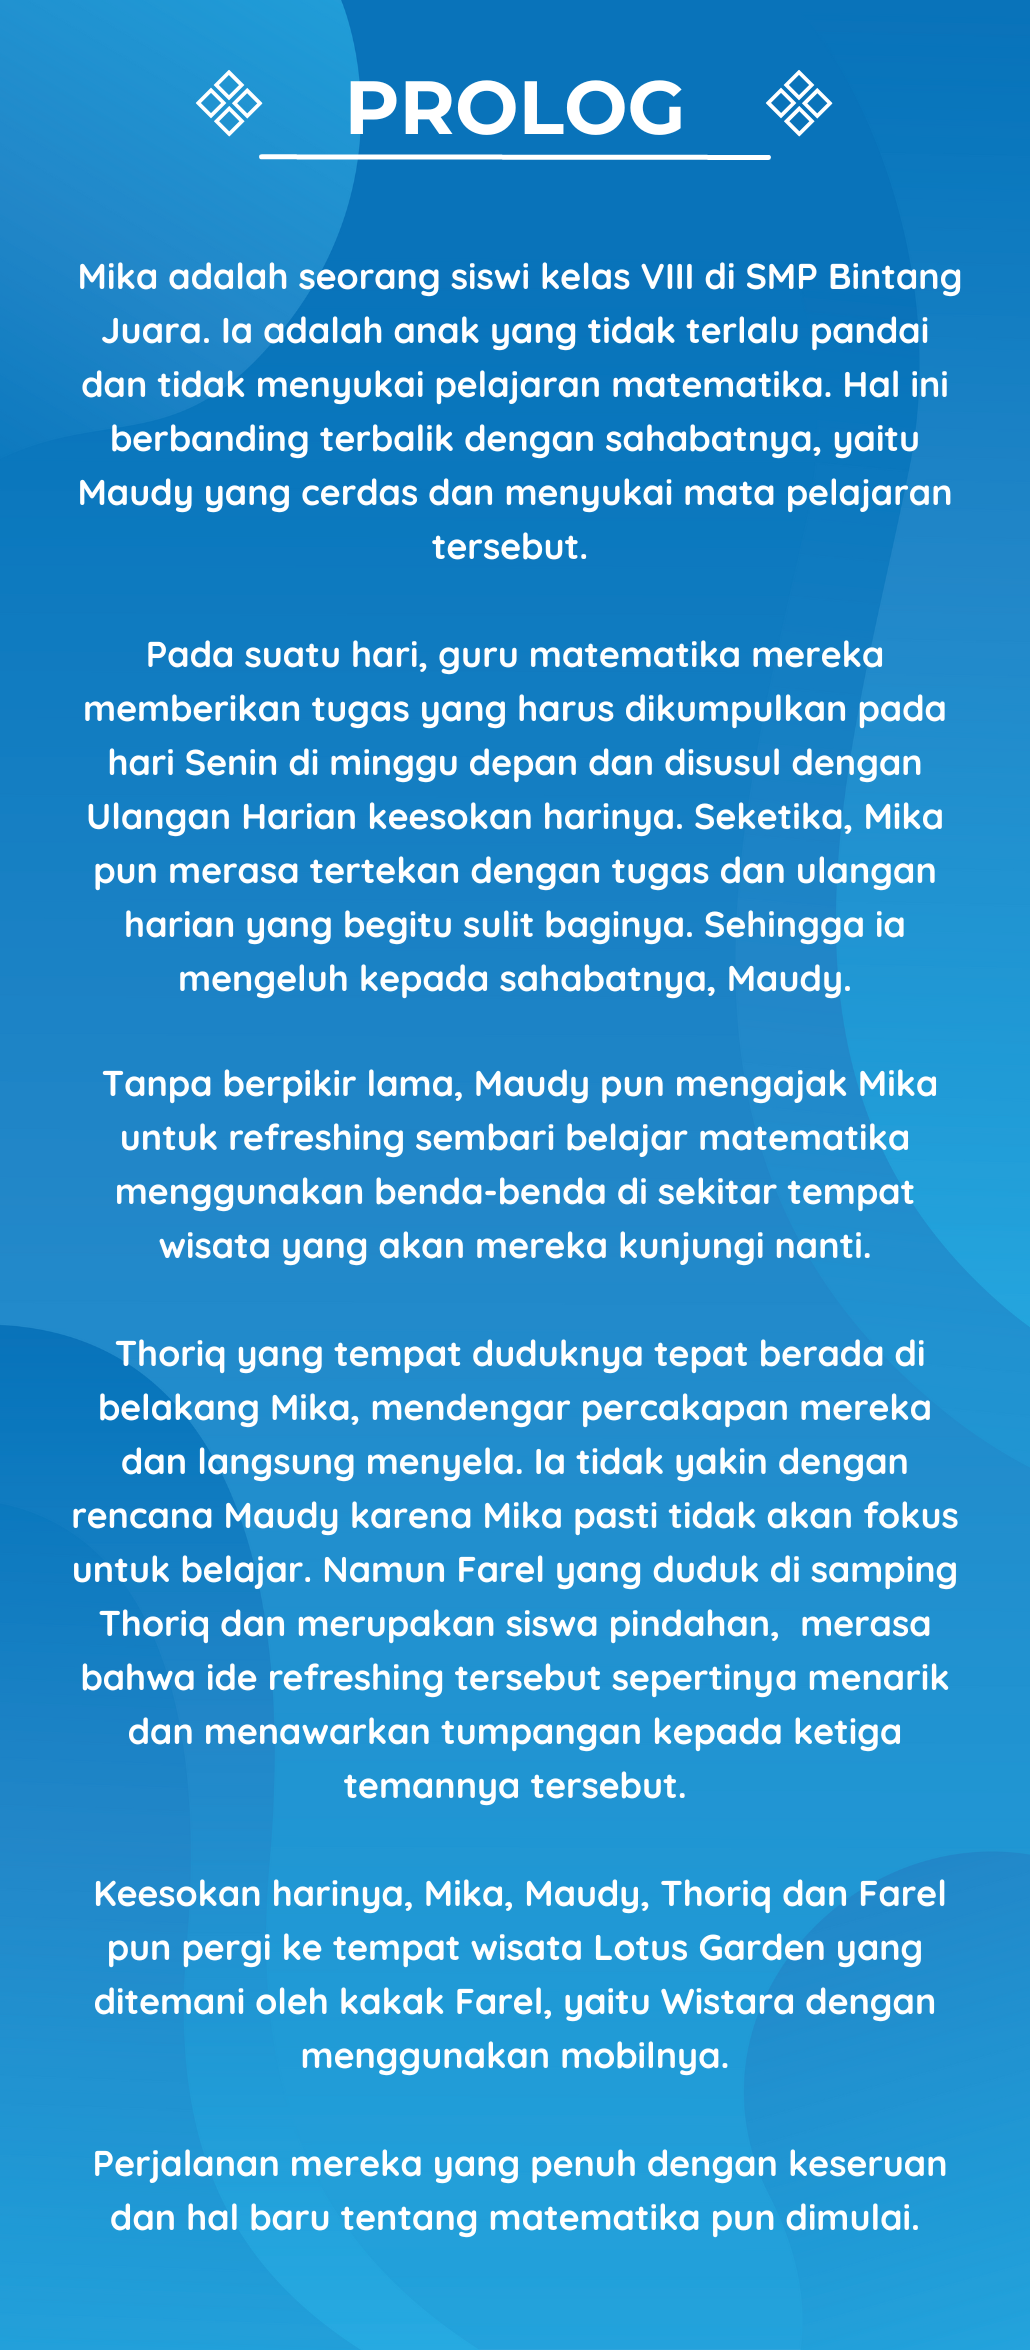 PROLOG
Mika adalah seorang siswi kelas VIII di SMP Bintang
Juara. Ia adalah anak yang tidak terlalu pandai
dan tidak menyukai pelajaran matematika. Hal ini
berbanding terbalik dengan sahabatnya, yaitu
Maudy yang cerdas dan menyukai mata pelajaran
tersebut.
Pada suatu hari, guru matematika mereka
memberikan tugas yang harus dikumpulkan pada
hari Senin di minggu depan dan disusul dengan
Ulangan Harian keesokan harinya. Seketika, Mika
pun merasa tertekan dengan tugas dan ulangan
harian yang begitu sulit baginya. Sehingga ia
mengeluh kepada sahabatnya, Maudy.
Tanpa berpikir lama, Maudy pun mengajak Mika
untuk refreshing sembari belajar matematika
menggunakan benda-benda di sekitar tempat
wisata yang akan mereka kunjungi nanti.
Thoriq yang tempat duduknya tepat berada di
belakang Mika, mendengar percakapan mereka
dan langsung menyela. Ia tidak yakin dengan
rencana Maudy karena Mika pasti tidak akan fokus
untuk belajar. Namun Farel yang duduk di samping
Thoriq dan merupakan siswa pindahan,  merasa
bahwa ide refreshing tersebut sepertinya menarik
dan menawarkan tumpangan kepada ketiga
temannya tersebut.
Keesokan harinya, Mika, Maudy, Thoriq dan Farel
pun pergi ke tempat wisata Lotus Garden yang
ditemani oleh kakak Farel, yaitu Wistara dengan
menggunakan mobilnya.
Perjalanan mereka yang penuh dengan keseruan
dan hal baru tentang matematika pun dimulai.